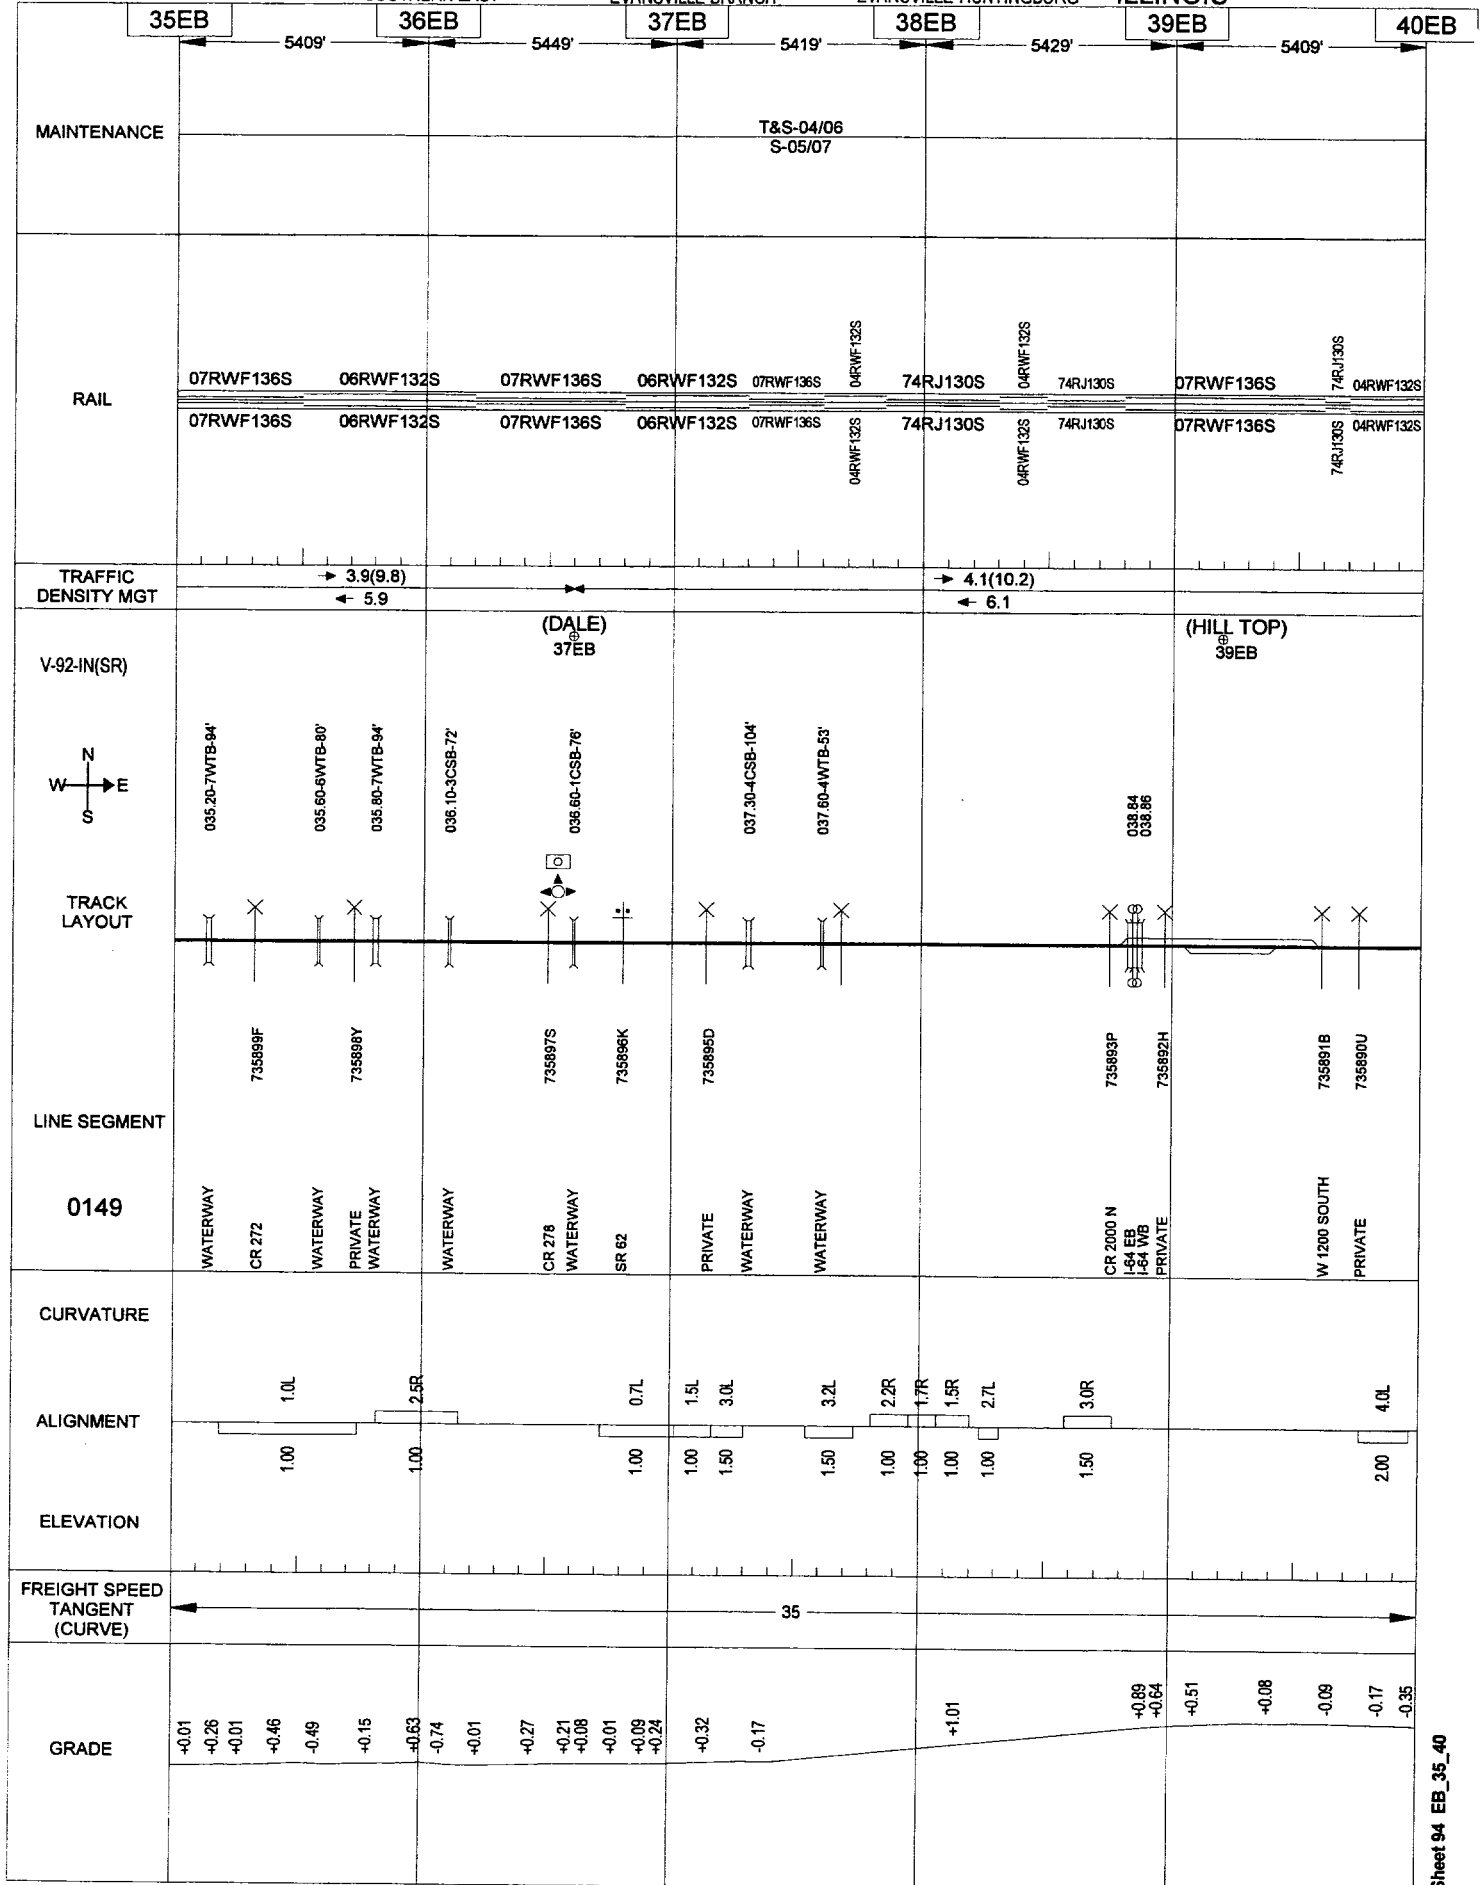 EVANSVILLE BRANCH ILLINOIS
35EB 36EB 37EB 38EB 39EB 40EB
5409' 5449' 5419' 5429' 5409'
MAINTENANCE
T&S-04/06
S-05/07
RAIL
07RWF136S 06RWF132S 07RWF136S 06RWF132S 07RWF136S 04RWF132S 74RJ130S 04RWF132S 74RJ130S 07RWF136S 74RJ130S 04RWF132S
07RWF136S 06RWF132S 07RWF136S 06RWF132S 07RWF136S 04RWF132S 74RJ130S 04RWF132S 74RJ130S 07RWF136S 74RJ130S 04RWF132S
TRAFFIC
DENSITY MGT
3.9(9.8) 4.1(10.2)
5.9 6.1
(DALE)
37EB
(HILL TOP)
39EB
V-92-IN(SR)
N
W E
S
035.20-7WTB-94'
035.60-6WTB-80'
035.80-7WTB-94'
036.10-3CSB-72'
036.60-1CSB-76'
037.30-4CSB-104'
037.60-4WTB-53'
038.84
038.86
TRACK
LAYOUT
735899F
735898Y
735897S
735896K
735895D
735893P
735892H
735891B
735890U
LINE SEGMENT
0149
WATERWAY
CR 272
WATERWAY
PRIVATE
WATERWAY
WATERWAY
CR 278
WATERWAY
SR 62
PRIVATE
WATERWAY
WATERWAY
CR 2000 N
I-64 EB
I-64 WB
PRIVATE
W 1200 SOUTH
PRIVATE
CURVATURE
1.0L 2.5R 0.7L 1.5L 3.0L 3.2L 2.2R 1.7R 1.5R 2.7L 3.0R 4.0L
ALIGNMENT
1.00 1.00 1.00 1.00 1.50 1.50 1.00 1.00 1.00 1.00 1.50 2.00
ELEVATION
FREIGHT SPEED
TANGENT
(CURVE)
35
GRADE
+0.01 +0.26 +0.01 +0.46 -0.49 +0.15 +0.63 -0.74 +0.01 +0.27 +0.21 +0.08 +0.01 +0.09 +0.24 +0.32 -0.17 +1.01 +0.89 +0.64 +0.51 +0.08 -0.09 -0.17 -0.35
Sheet 94 EB_35_40